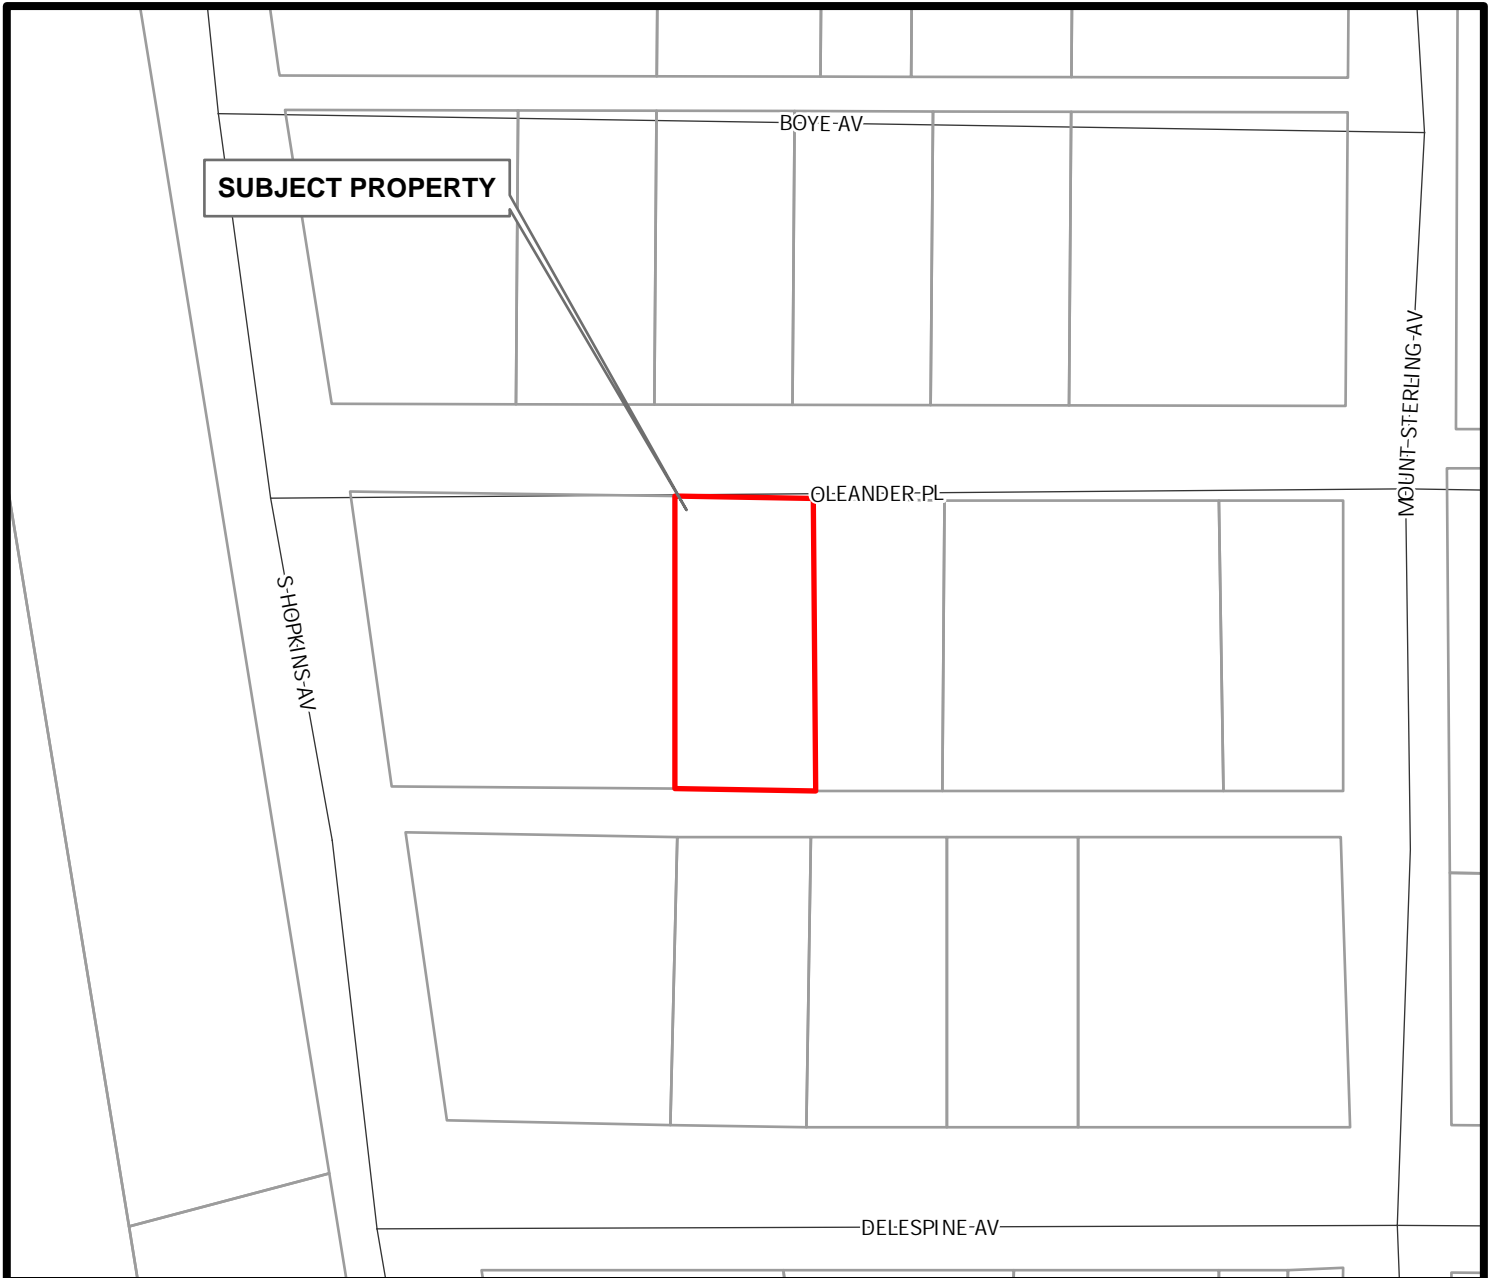 BOYE AV
SUBJECT PROPERTY
MOUNT STERLING AV
OLEANDER PL
S HOPKINS AV
DELESPINE AV